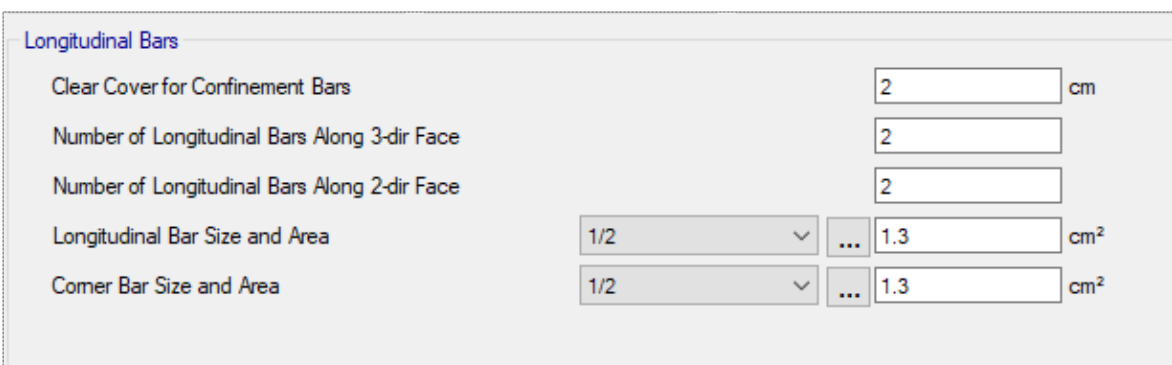 Longitudinal Bars
Clear Cover for Confinement Bars 2 cm
Number of Longitudinal Bars Along 3-dir Face 2
Number of Longitudinal Bars Along 2-dir Face 2
Longitudinal Bar Size and Area 1/2 ... 1.3 cm²
Corner Bar Size and Area 1/2 ... 1.3 cm²